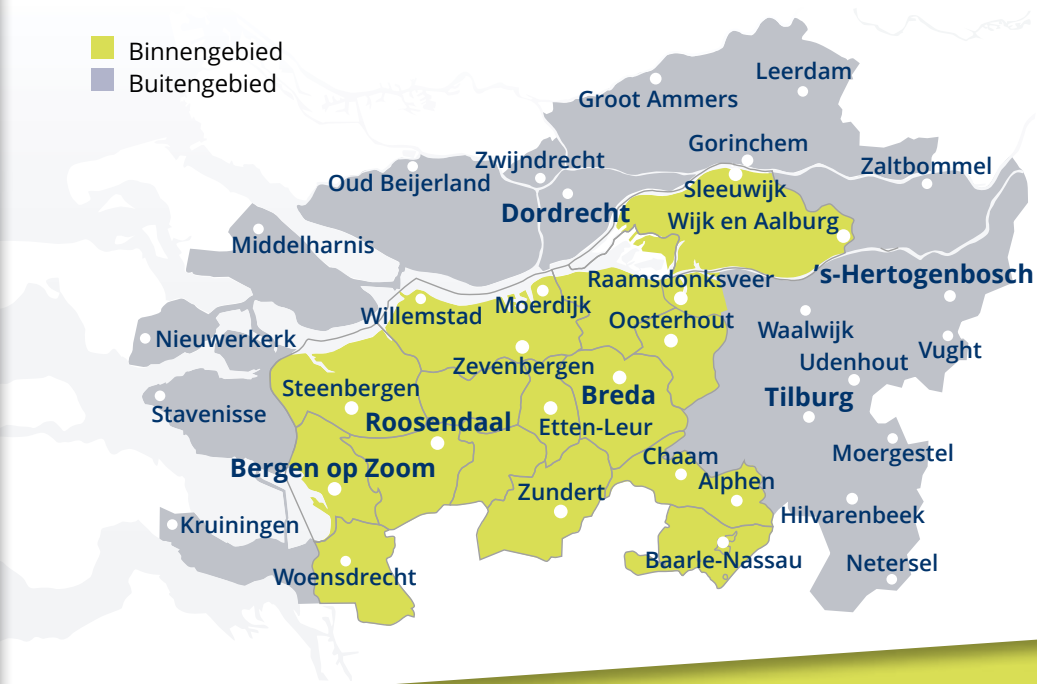 Binnengebied
Buitengebied
Leerdam
Groot Ammers
Gorinchem
Zwijndrecht
Zaltbommel
Oud Beijerland
Sleeuwijk
Dordrecht
Wijk en Aalburg
Middelharnis
's-Hertogenbosch
Raamsdonksveer
Moerdijk
Willemstad
Oosterhout
Waalwijk
Nieuwerkerk
Vught
Udenhout
Zevenbergen
Steenbergen
Breda
Tilburg
Stavenisse
Roosendaal
Etten-Leur
Moergestel
Chaam
Bergen op Zoom
Alphen
Zundert
Hilvarenbeek
Kruiningen
Baarle-Nassau
Netersel
Woensdrecht